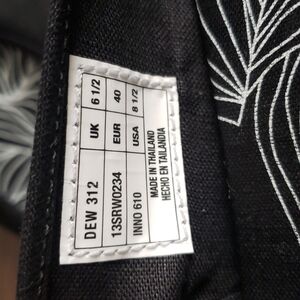 UK EUR USA
6 1/2 40 8 1/2
DEW 312
13SRW0234
INNO 610
MADE IN THAILAND
HECHO EN TAILANDIA